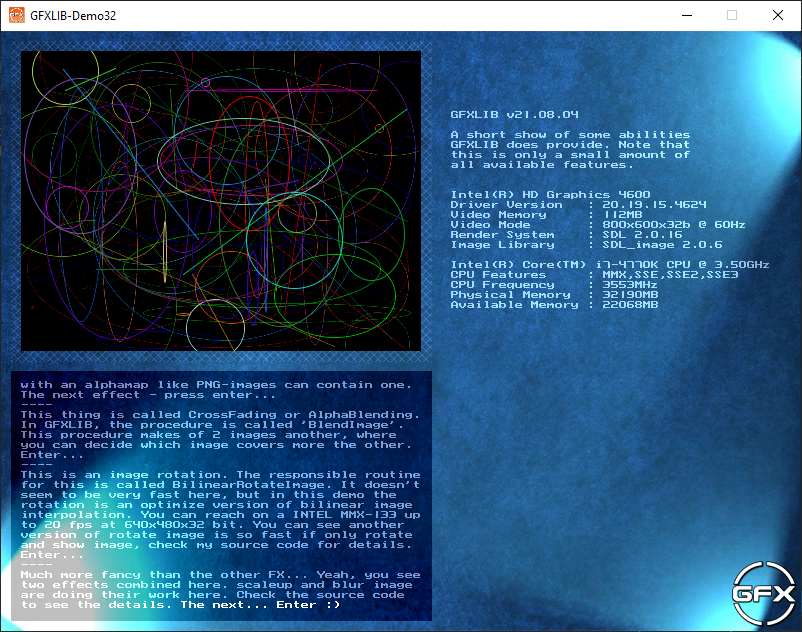 GFXLIB-Demo32
GFXLIB v21.08.04
A short show of some abilities
GFXLIB does provide. Note that
this is only a small amount of
all available features.
Intel(R) HD Graphics 4600
Driver Version : 20.19.15.4624
Video Memory : 112MB
Video Mode : 800x600x32b @ 60Hz
Render System : SDL 2.0.16
Image Library : SDL_image 2.0.6
Intel(R) Core(TM) i7-4770K CPU @ 3.50GHz
CPU Features : MMX,SSE,SSE2,SSE3
CPU Frequency : 3553MHz
Physical Memory : 32190MB
Available Memory : 22068MB
with an alphamap like PNG-images can contain one.
The next effect - press enter...
----
This thing is called CrossFading or AlphaBlending.
In GFXLIB, the procedure is called 'BlendImage'.
This procedure makes of 2 images another, where
you can decide which image covers more the other.
Enter...
----
This is an image rotation. The responsible routine
for this is called BilinearRotateImage. It doesn't
seem to be very fast here, but in this demo the
rotation is an optimize version of bilinear image
interpolation. You can reach on a INTEL MMX-133 up
to 20 fps at 640x480x32 bit. You can see another
version of rotate image is so fast if only rotate
and show image, check my source code for details.
Enter...
----
Much more fancy than the other FX... Yeah, you see
two effects combined here. scaleup and blur image
are doing their work here. Check the source code
to see the details. The next... Enter :)
GFX